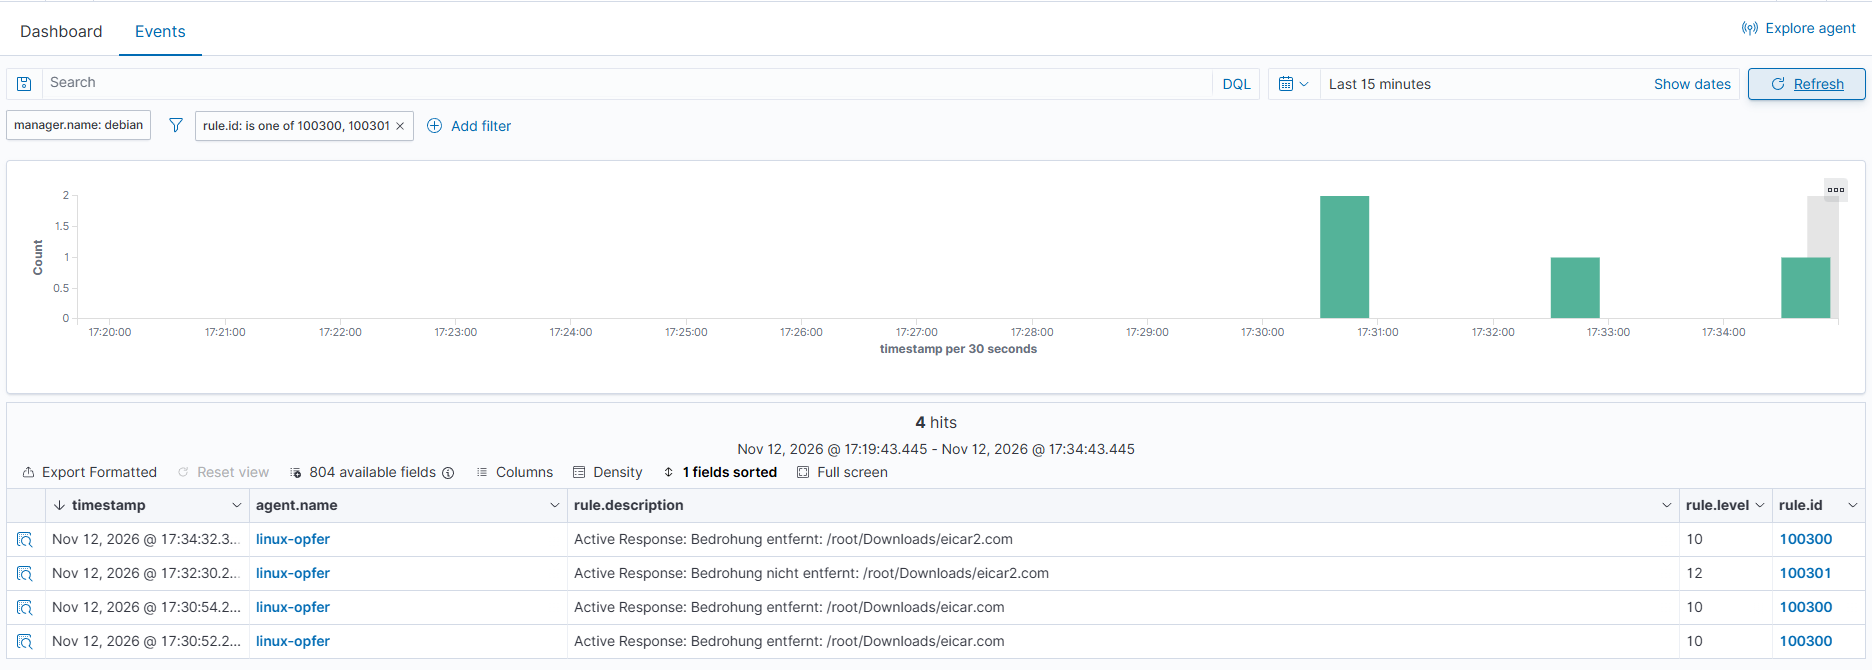 Dashboard Events Explore agent
Search DQL Last 15 minutes Show dates Refresh
manager.name: debian rule.id: is one of 100300, 100301 × Add filter
2
1.5
1
0.5
0
Count
17:20:00 17:21:00 17:22:00 17:23:00 17:24:00 17:25:00 17:26:00 17:27:00 17:28:00 17:29:00 17:30:00 17:31:00 17:32:00 17:33:00 17:34:00
timestamp per 30 seconds
4 hits
Nov 12, 2026 @ 17:19:43.445 - Nov 12, 2026 @ 17:34:43.445
Export Formatted Reset view 804 available fields Columns Density 1 fields sorted Full screen
timestamp agent.name rule.description rule.level rule.id
Nov 12, 2026 @ 17:34:32.3... linux-opfer Active Response: Bedrohung entfernt: /root/Downloads/eicar2.com 10 100300
Nov 12, 2026 @ 17:32:30.2... linux-opfer Active Response: Bedrohung nicht entfernt: /root/Downloads/eicar2.com 12 100301
Nov 12, 2026 @ 17:30:54.2... linux-opfer Active Response: Bedrohung entfernt: /root/Downloads/eicar.com 10 100300
Nov 12, 2026 @ 17:30:52.2... linux-opfer Active Response: Bedrohung entfernt: /root/Downloads/eicar.com 10 100300